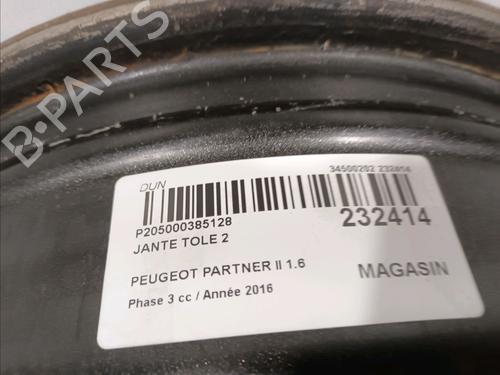 B-PARTS
DUN
34500202 232414
P205000385128
232414
JANTE TOLE 2
PEUGEOT PARTNER II 1.6
MAGASIN
Phase 3 cc / Année 2016